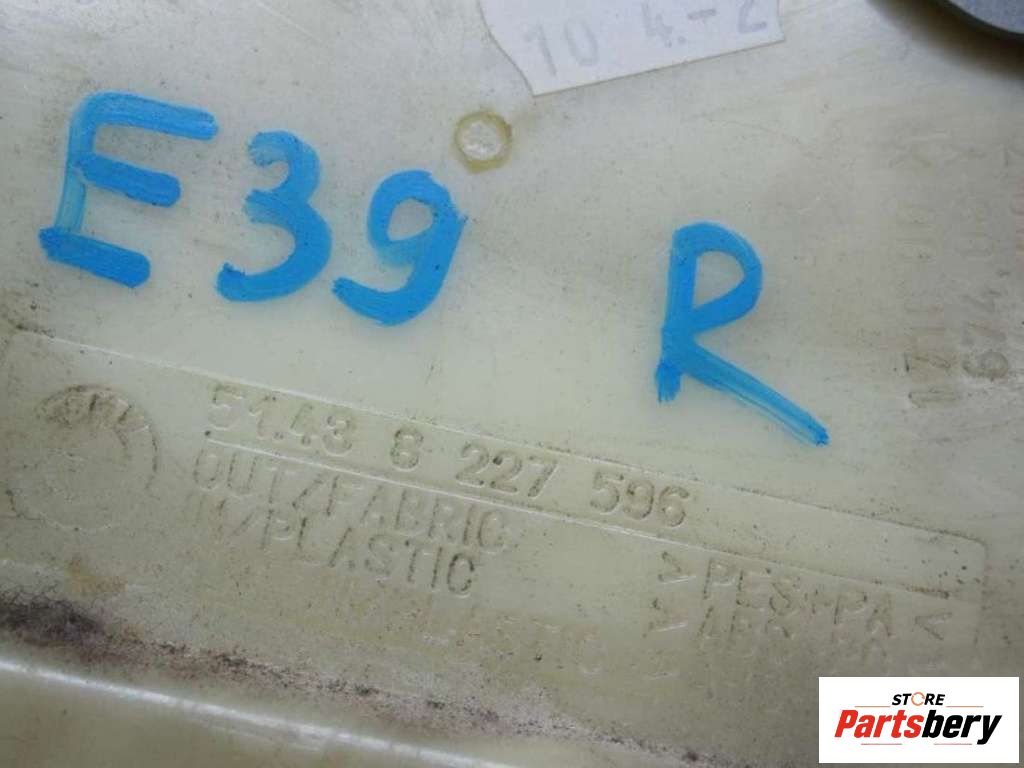 10 4.-2
E39 R
51.43 8 227 596
OUT/FABRIC
IN/PLASTIC
> PES+PA <
STORE
Partsbery